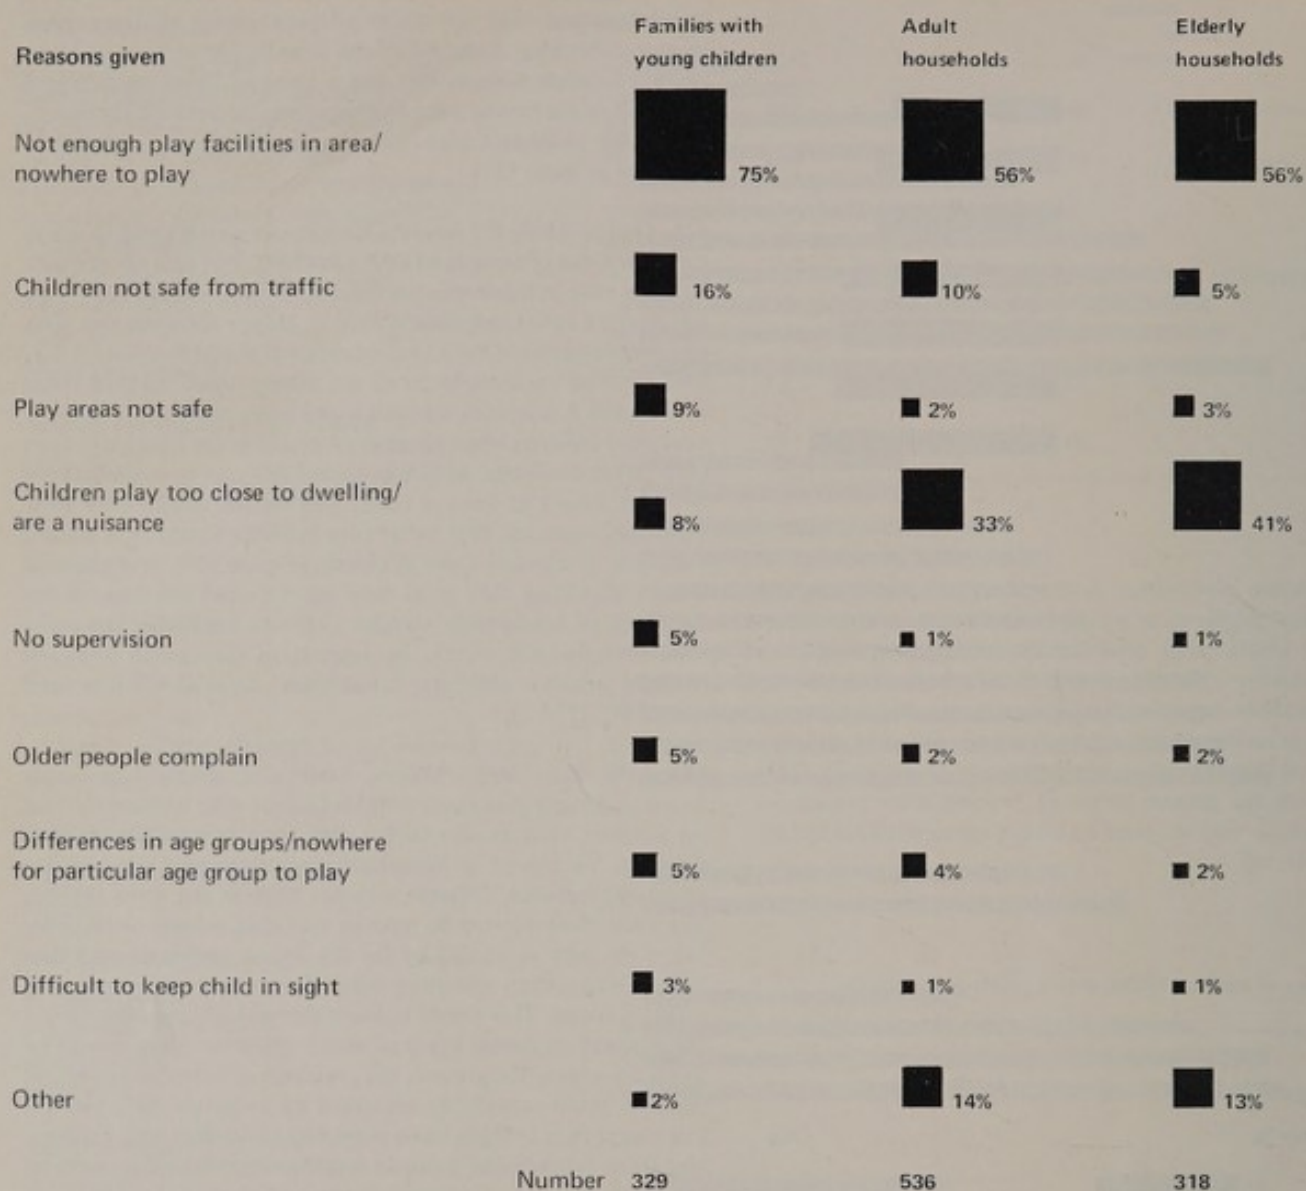 Families with Adult Elderly
Reasons given young children households households
Not enough play facilities in area/
nowhere to play 75% 56% 56%
Children not safe from traffic 16% 10% 5%
Play areas not safe 9% 2% 3%
Children play too close to dwelling/
are a nuisance 8% 33% 41%
No supervision 5% 1% 1%
Older people complain 5% 2% 2%
Differences in age groups/nowhere
for particular age group to play 5% 4% 2%
Difficult to keep child in sight 3% 1% 1%
Other 2% 14% 13%
Number 329 536 318